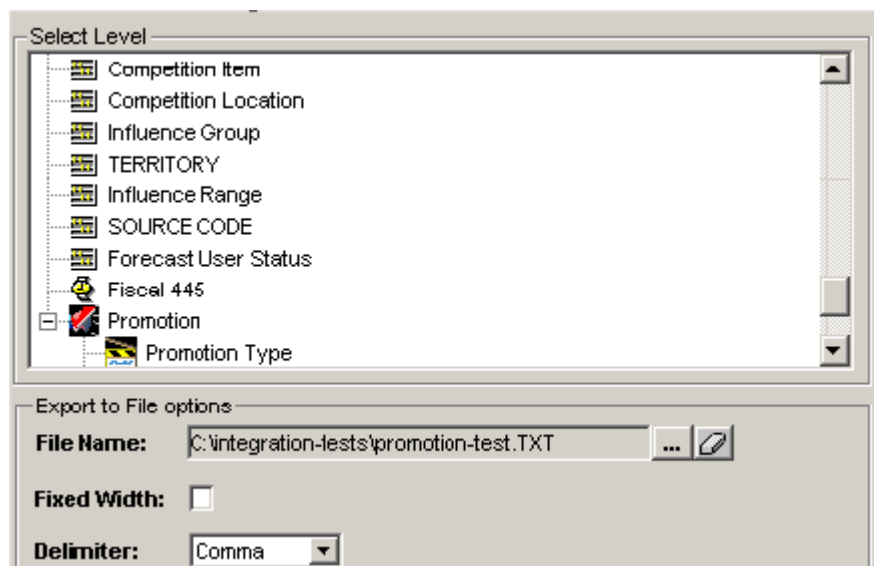 Select Level
Competition Item
Competition Location
Influence Group
TERRITORY
Influence Range
SOURCE CODE
Forecast User Status
Fiscal 445
Promotion
Promotion Type
Export to File options
File Name: C:\integration-tests\promotion-test.TXT ...
Fixed Width:
Delimiter: Comma